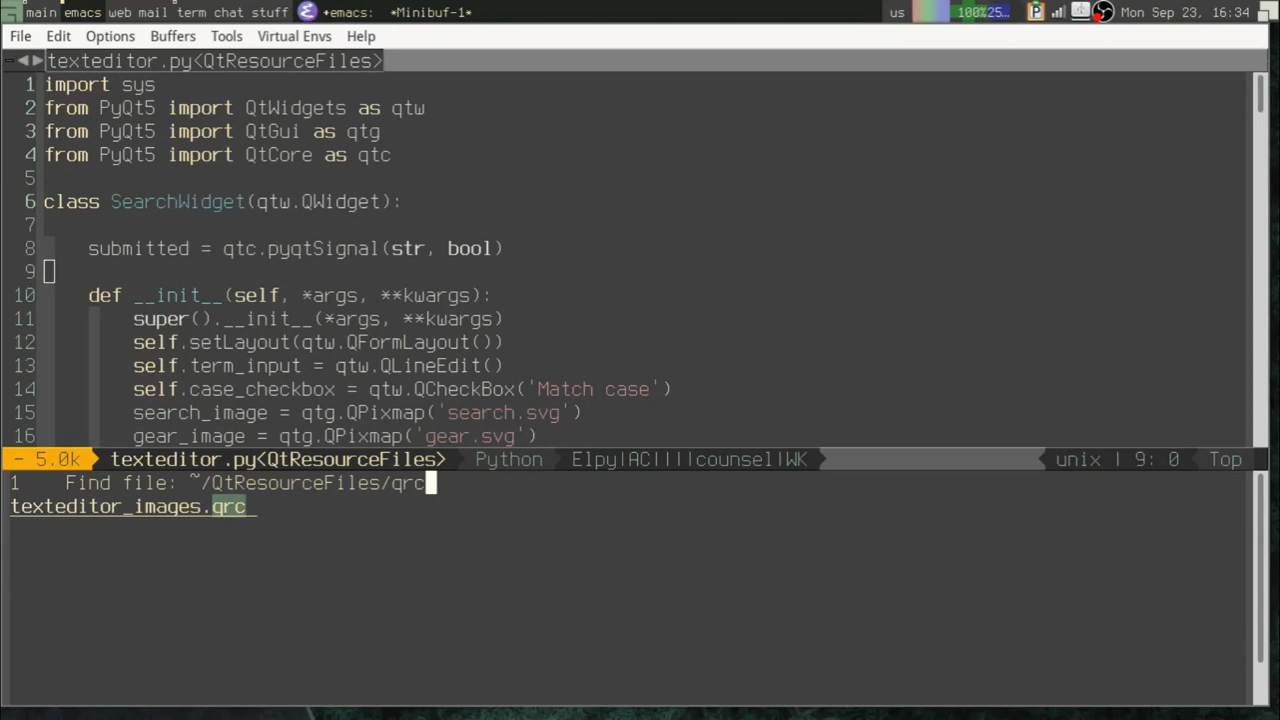 main emacs web mail term chat stuff +emacs: *Minibuf-1* us 100%25... P Mon Sep 23, 16:34
File Edit Options Buffers Tools Virtual Envs Help
texteditor.py<QtResourceFiles>
1 import sys
2 from PyQt5 import QtWidgets as qtw
3 from PyQt5 import QtGui as qtg
4 from PyQt5 import QtCore as qtc
5
6 class SearchWidget(qtw.QWidget):
7
8 submitted = qtc.pyqtSignal(str, bool)
9
10 def __init__(self, *args, **kwargs):
11 super().__init__(*args, **kwargs)
12 self.setLayout(qtw.QFormLayout())
13 self.term_input = qtw.QLineEdit()
14 self.case_checkbox = qtw.QCheckBox('Match case')
15 search_image = qtg.QPixmap('search.svg')
16 gear_image = qtg.QPixmap('gear.svg')
- 5.0k texteditor.py<QtResourceFiles> Python Elpy|AC||||counsel|WK unix | 9: 0 Top
1 Find file: ~/QtResourceFiles/qrc
texteditor_images.qrc